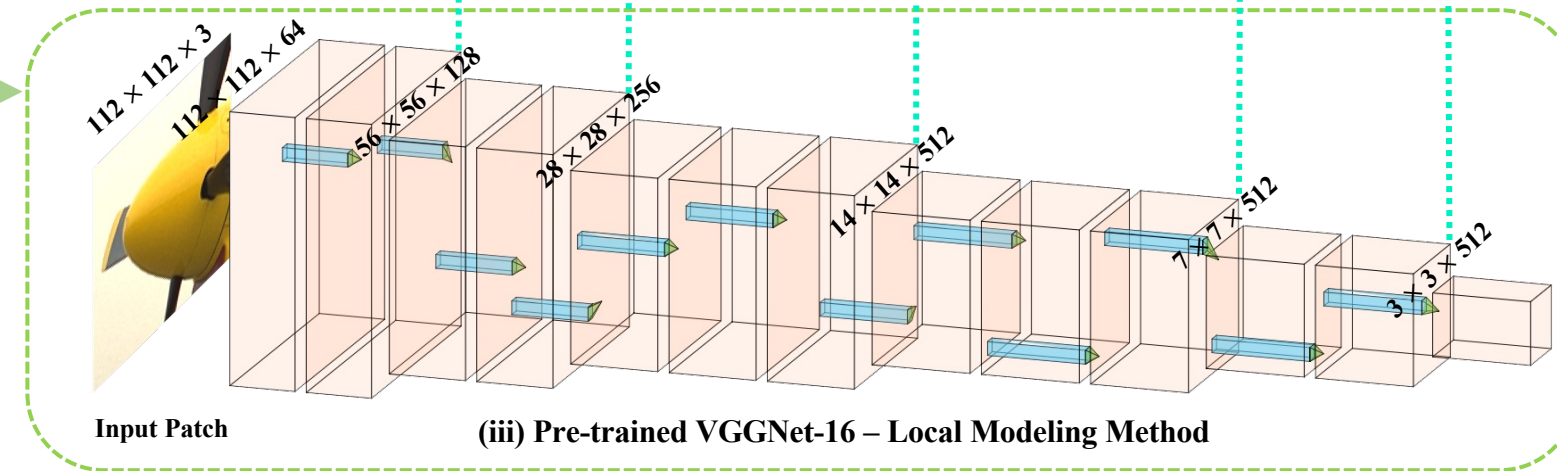 112 × 112 × 3
112 × 112 × 64
56 × 56 × 128
28 × 28 × 256
14 × 14 × 512
7 × 7 × 512
3 × 3 × 512
Input Patch
(iii) Pre-trained VGGNet-16 – Local Modeling Method